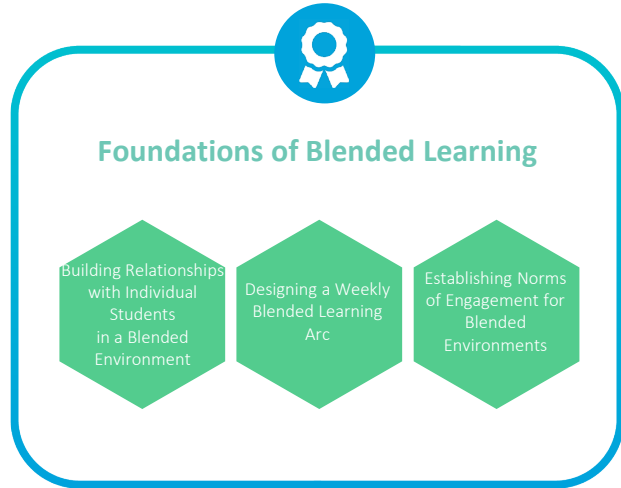 Foundations of Blended Learning
Building Relationships
with Individual
Students
in a Blended
Environment
Designing a Weekly
Blended Learning
Arc
Establishing Norms
of Engagement for
Blended
Environments